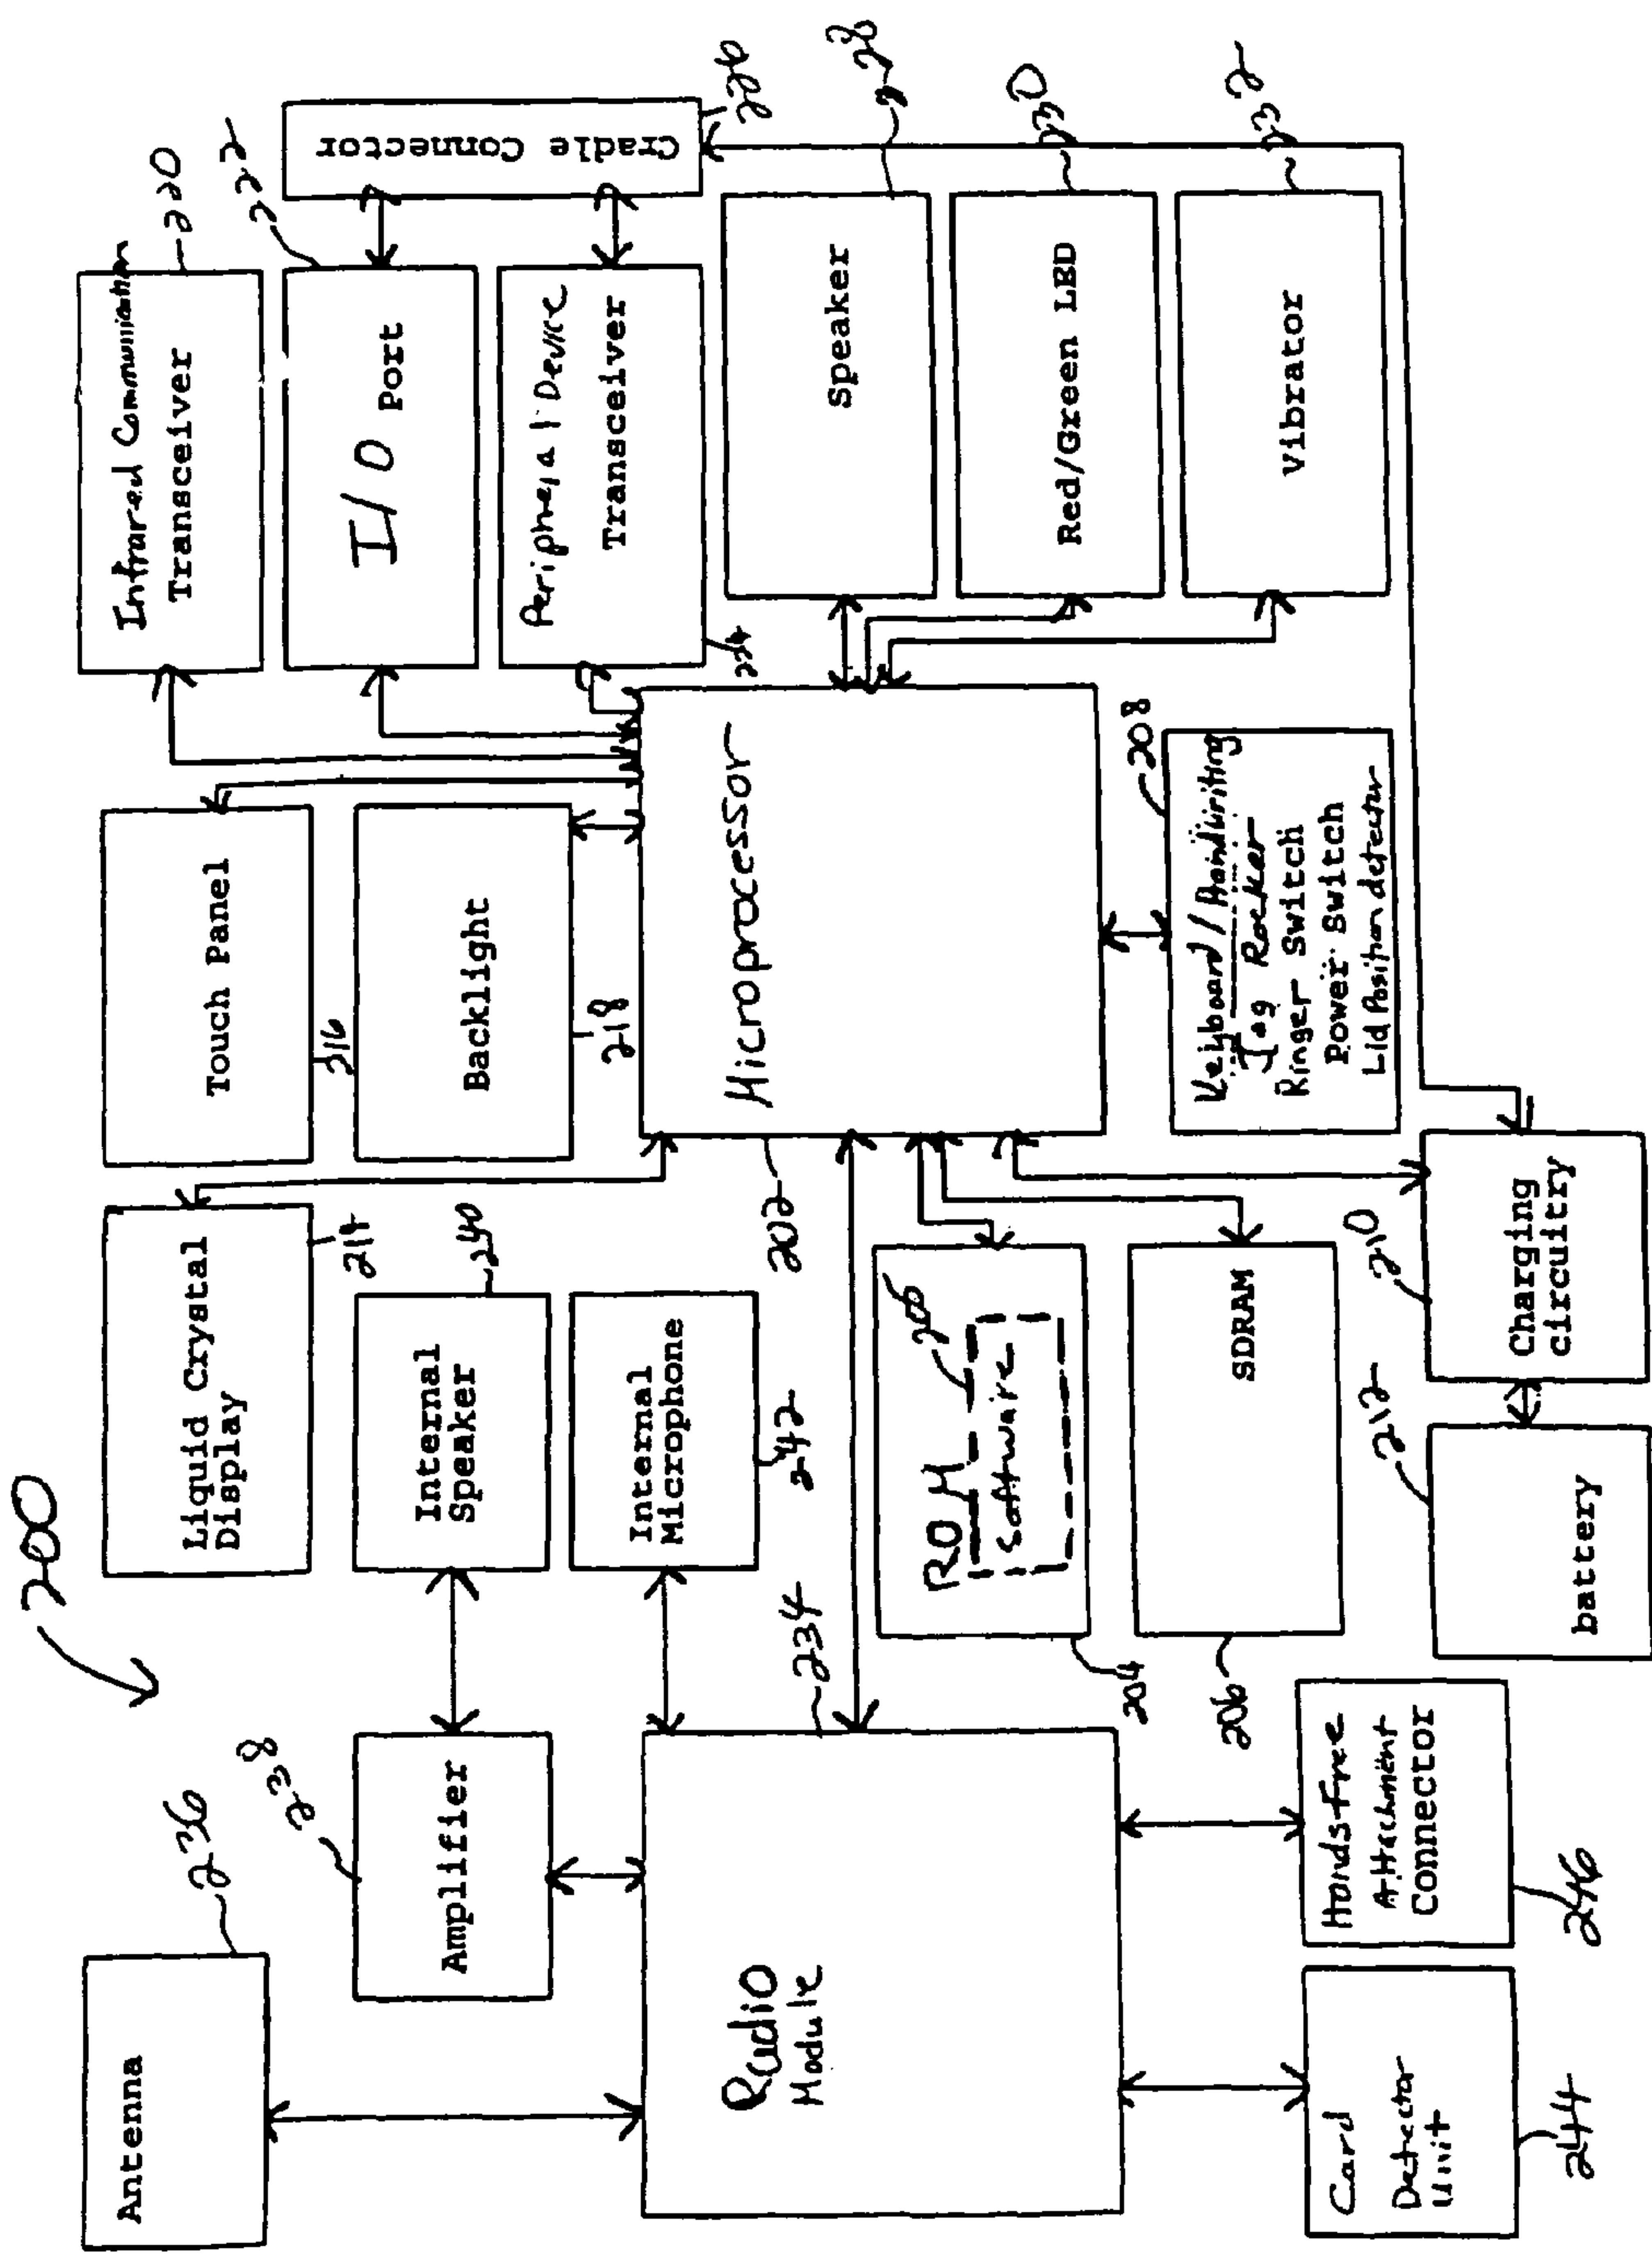 200
Antenna
236
Amplifier
238
Internal
Speaker
240
Internal
Microphone
242
Liquid Crystal
Display
214
Touch Panel
216
Backlight
218
Infrared Communication
Transceiver
220
I/O Port
222
Peripheral Device
Transceiver
224
Cradle Connector
226
Radio
Module
234
Microprocessor
202
Speaker
228
Red/Green LED
230
Vibrator
232
ROM
Software
204
SDRAM
206
Keyboard/Handwriting
Jog Rocker
Ringer Switch
Power Switch
Lid Position detector
208
Card
Detector
Unit
244
Handsfree
Attachment
Connector
246
battery
212
Charging
circuitry
210